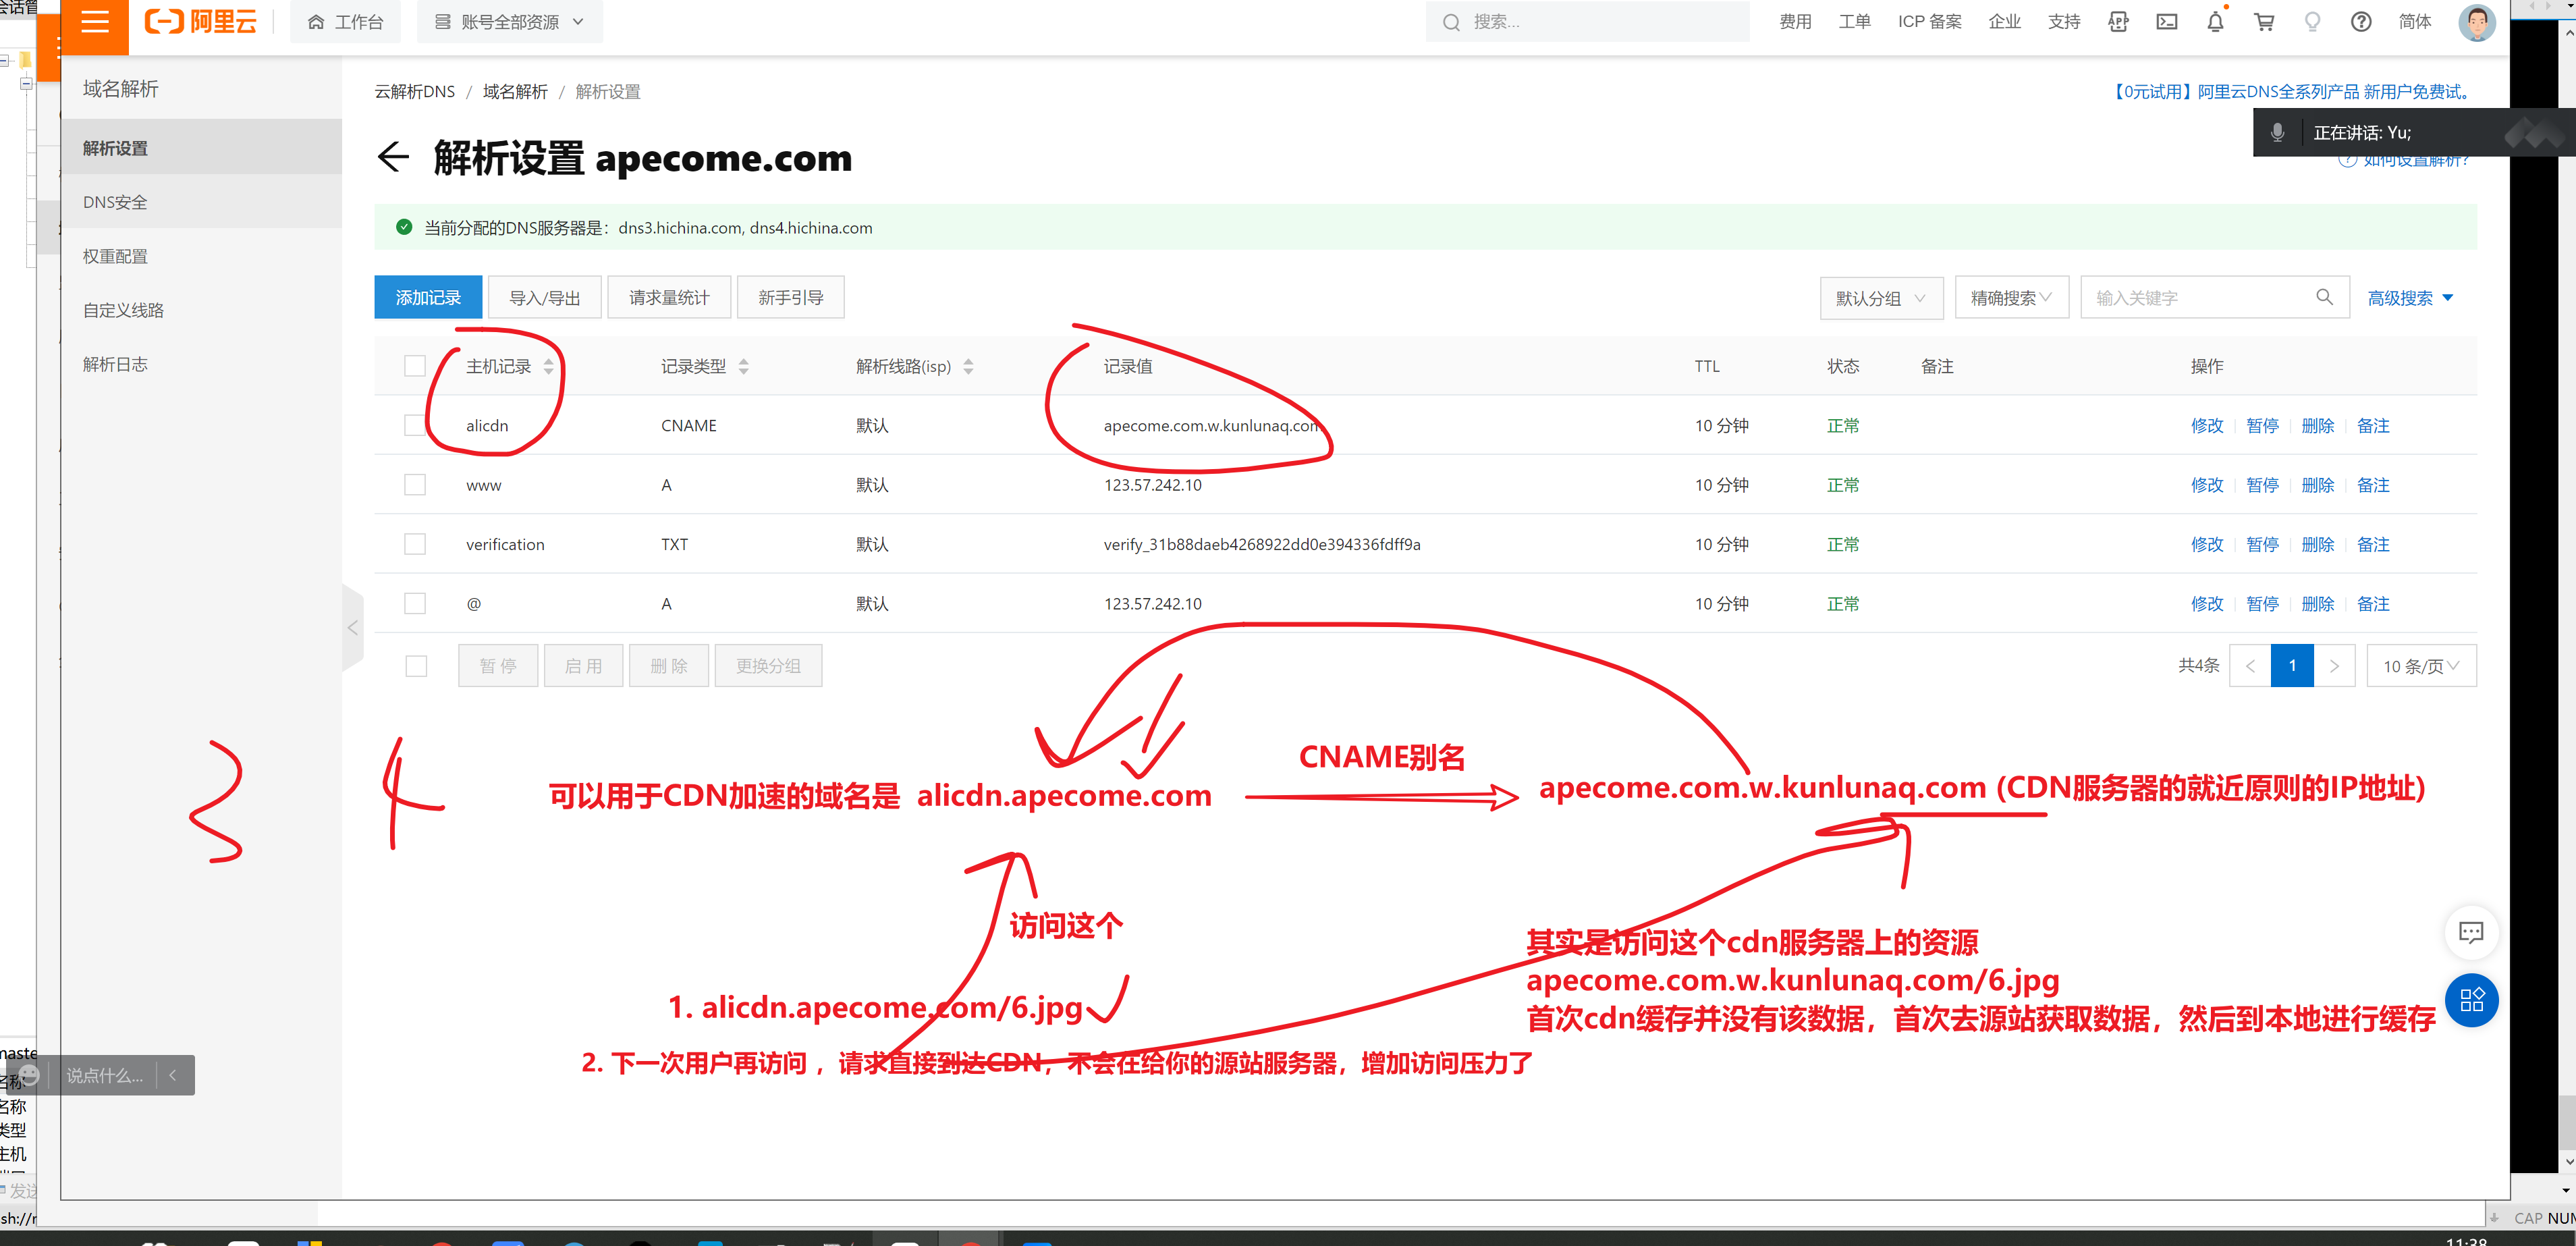 会话管
阿里云
工作台
账号全部资源
搜索...
费用
工单
ICP 备案
企业
支持
APP
简体
域名解析
解析设置
DNS安全
权重配置
自定义线路
解析日志
云解析DNS / 域名解析 / 解析设置
【0元试用】阿里云DNS全系列产品 新用户免费试。
正在讲话: Yu;
如何设置解析?
解析设置 apecome.com
当前分配的DNS服务器是：dns3.hichina.com, dns4.hichina.com
添加记录 导入/导出 请求量统计 新手引导
默认分组 精确搜索 输入关键字 高级搜索
主机记录 记录类型 解析线路(isp) 记录值 TTL 状态 备注 操作
alicdn CNAME 默认 apecome.com.w.kunlunaq.com 10 分钟 正常 修改 暂停 删除 备注
www A 默认 123.57.242.10 10 分钟 正常 修改 暂停 删除 备注
verification TXT 默认 verify_31b88daeb4268922dd0e394336fdff9a 10 分钟 正常 修改 暂停 删除 备注
@ A 默认 123.57.242.10 10 分钟 正常 修改 暂停 删除 备注
暂 停 启 用 删 除 更换分组
共4条 < 1 > 10 条/页
CNAME别名
可以用于CDN加速的域名是 alicdn.apecome.com
apecome.com.w.kunlunaq.com (CDN服务器的就近原则的IP地址)
访问这个
其实是访问这个cdn服务器上的资源
apecome.com.w.kunlunaq.com/6.jpg
首次cdn缓存并没有该数据，首次去源站获取数据，然后到本地进行缓存
1. alicdn.apecome.com/6.jpg
2. 下一次用户再访问 ，请求直接到达CDN，不会在给你的源站服务器，增加访问压力了
maste
名称
说点什么...
名称
类型
主机
发送
sh://r
CAP NUM
11:38